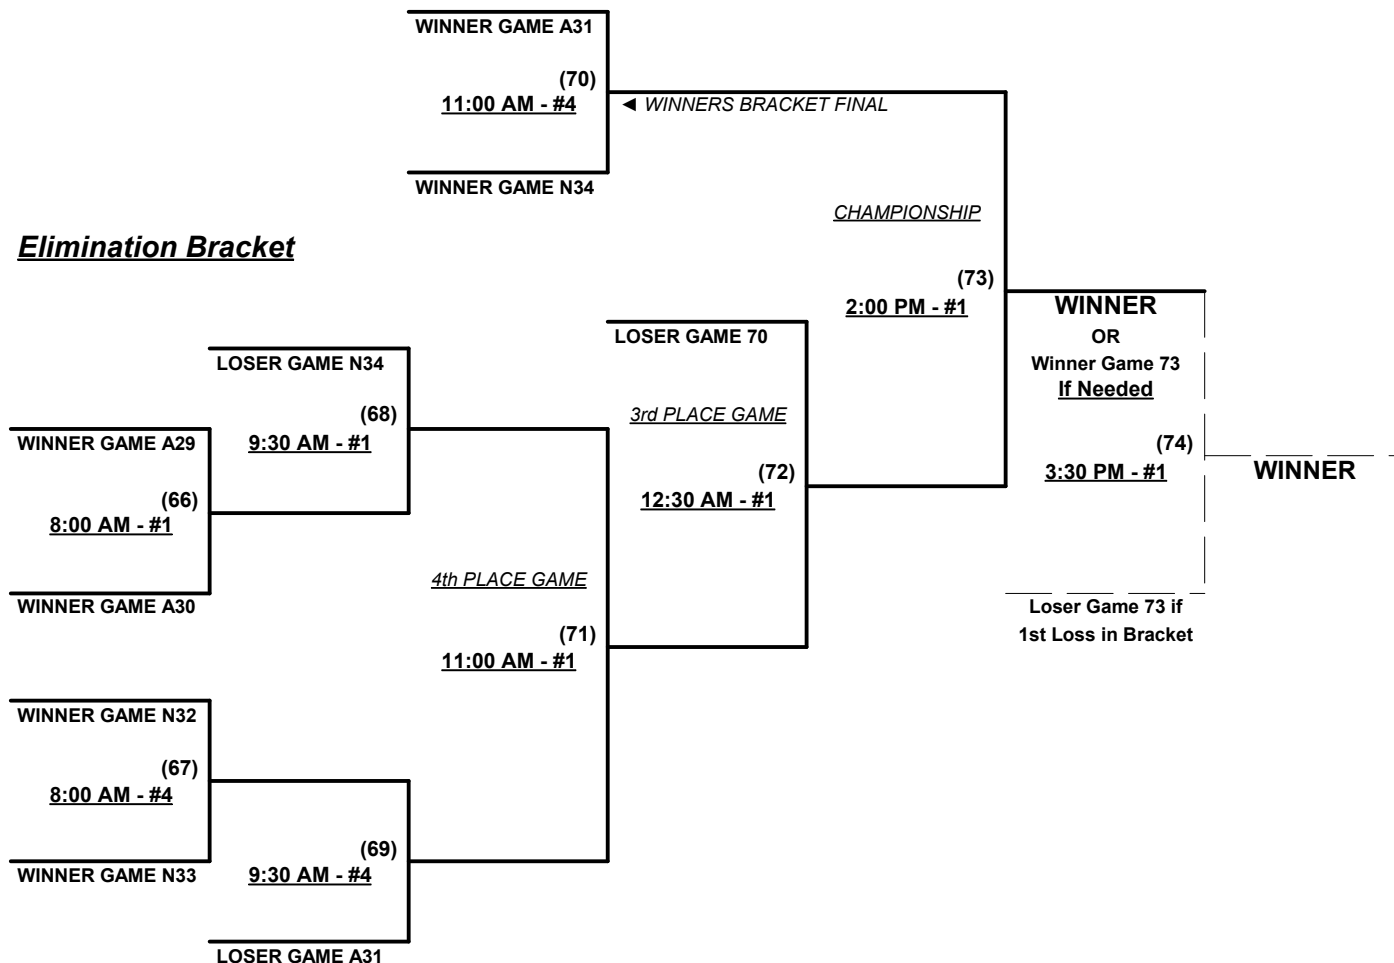 WINNER GAME A31
(70)
11:00 AM - #4
◄ WINNERS BRACKET FINAL
WINNER GAME N34
CHAMPIONSHIP
Elimination Bracket
(73)
2:00 PM - #1
WINNER
OR
Winner Game 73
If Needed
LOSER GAME 70
LOSER GAME N34
(68)
9:30 AM - #1
3rd PLACE GAME
WINNER GAME A29
(74)
3:30 PM - #1
WINNER
(72)
12:30 AM - #1
(66)
8:00 AM - #1
4th PLACE GAME
WINNER GAME A30
Loser Game 73 if
1st Loss in Bracket
(71)
11:00 AM - #1
WINNER GAME N32
(67)
8:00 AM - #4
(69)
9:30 AM - #4
WINNER GAME N33
LOSER GAME A31